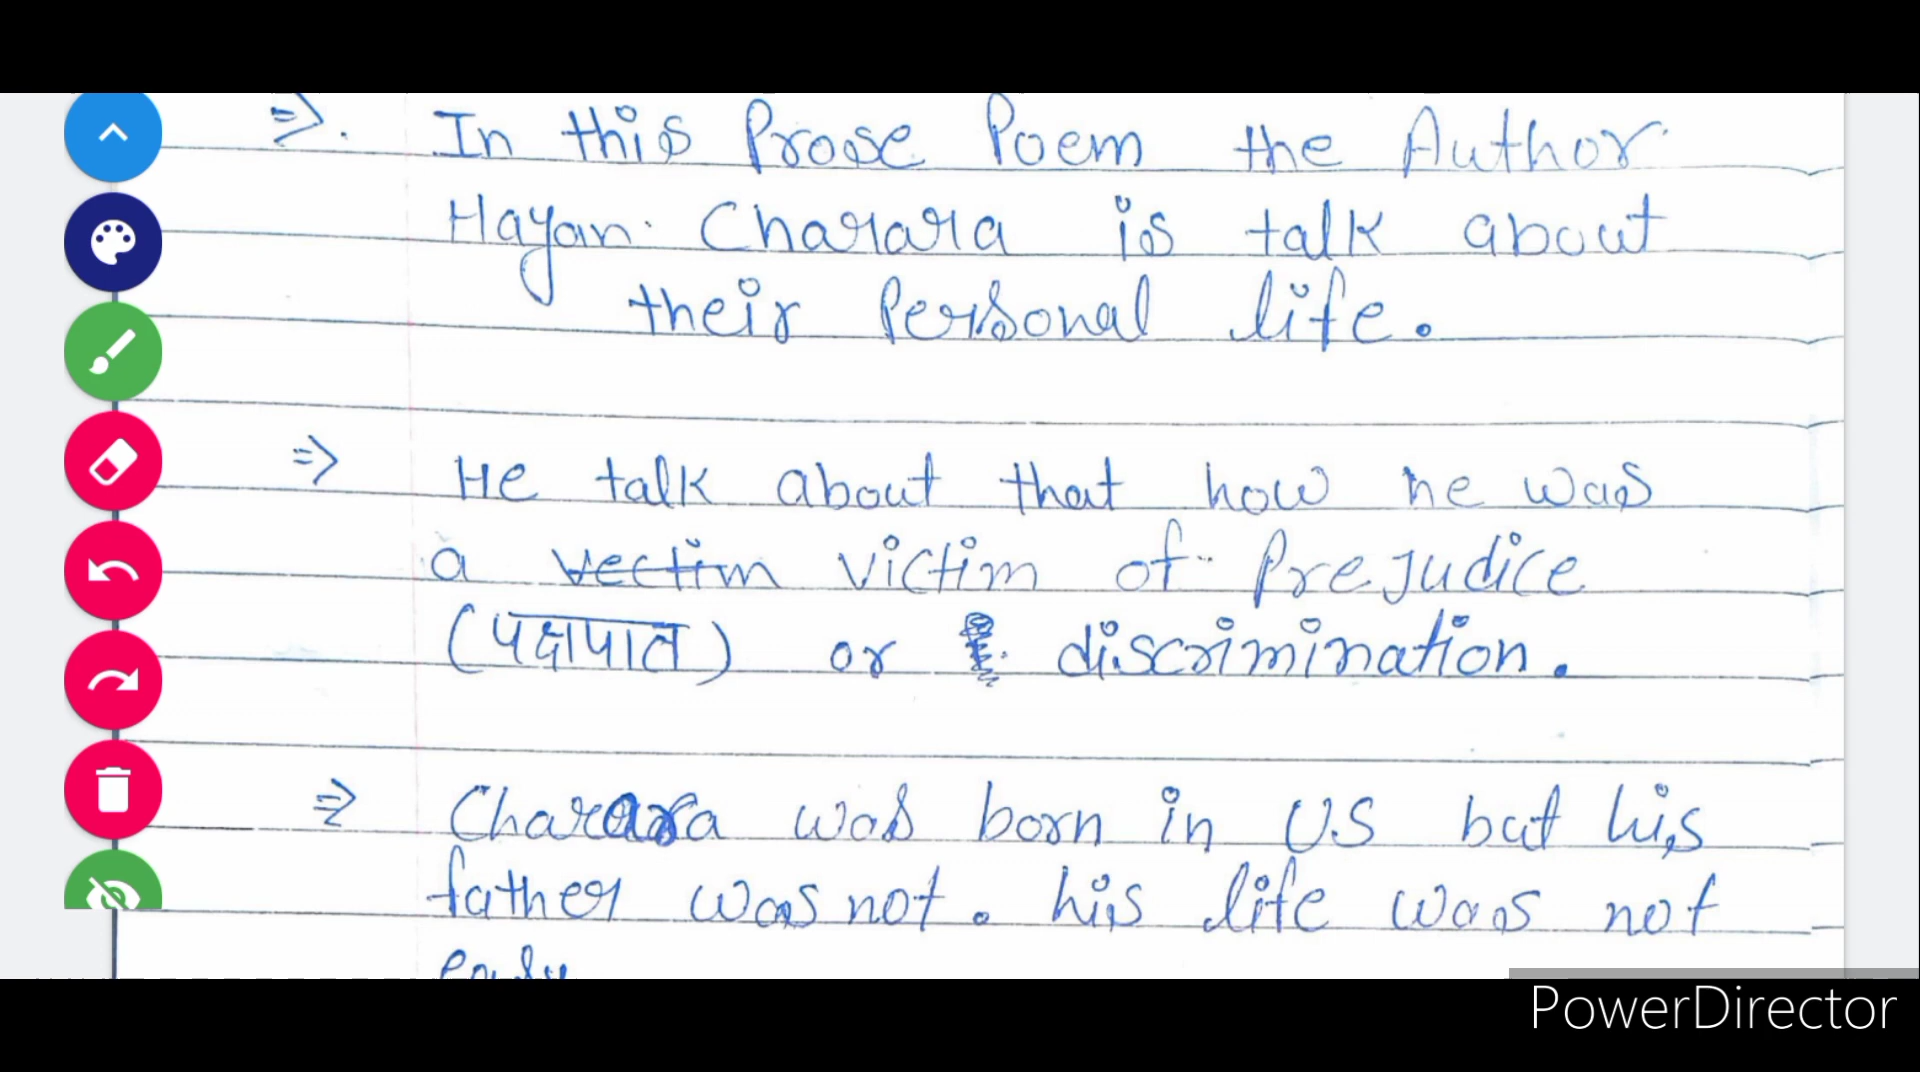 ⇒. In this Prose Poem the Author
Hayan Charara is talk about
their Personal life.
⇒ He talk about that how he was
a vectim victim of Prejudice
(पक्षपात) or discrimination.
⇒ Charara was born in US but his
father was not. his life was not
easy
PowerDirector